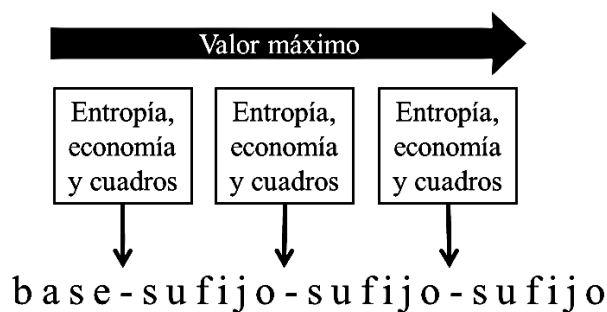 Valor máximo
Entropía,
economía
y cuadros
Entropía,
economía
y cuadros
Entropía,
economía
y cuadros
base-sufijo-sufijo-sufijo